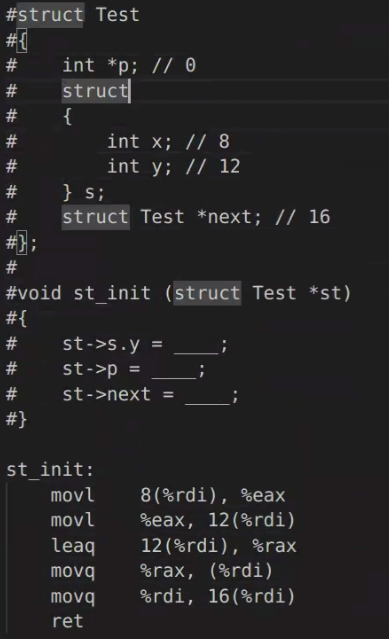 #struct Test
#{
#    int *p; // 0
#    struct
#    {
#        int x; // 8
#        int y; // 12
#    } s;
#    struct Test *next; // 16
#};
#
#void st_init (struct Test *st)
#{
#    st->s.y = ____;
#    st->p = ____;
#    st->next = ____;
#}

st_init:
    movl    8(%rdi), %eax
    movl    %eax, 12(%rdi)
    leaq    12(%rdi), %rax
    movq    %rax, (%rdi)
    movq    %rdi, 16(%rdi)
    ret